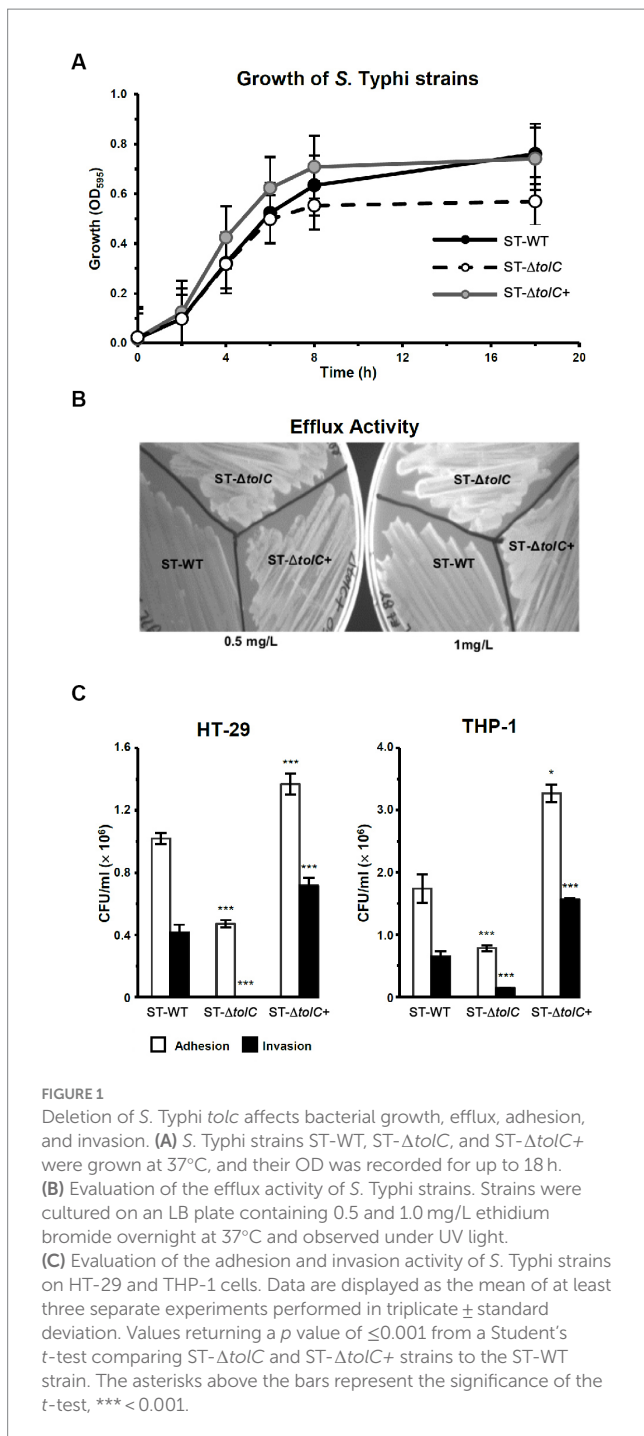 A
Growth of S. Typhi strains
1.0
0.8
0.6
0.4
0.2
0.0
Growth (OD595)
ST-WT
ST-ΔtolC
ST-ΔtolC+
0
4
8
12
16
20
Time (h)
B
Efflux Activity
ST-ΔtolC
ST-WT
ST-ΔtolC+
0.5 mg/L
ST-ΔtolC
ST-WT
ST-ΔtolC+
1mg/L
C
HT-29
CFU/ml (× 10⁶)
1.6
1.2
0.8
0.4
0
***
***
***
***
ST-WT
ST-ΔtolC
ST-ΔtolC+
THP-1
CFU/ml (× 10⁶)
4.0
3.0
2.0
1.0
0
*
***
***
***
ST-WT
ST-ΔtolC
ST-ΔtolC+
Adhesion
Invasion
FIGURE 1
Deletion of S. Typhi tolc affects bacterial growth, efflux, adhesion,
and invasion. (A) S. Typhi strains ST-WT, ST-ΔtolC, and ST-ΔtolC+
were grown at 37°C, and their OD was recorded for up to 18 h.
(B) Evaluation of the efflux activity of S. Typhi strains. Strains were
cultured on an LB plate containing 0.5 and 1.0 mg/L ethidium
bromide overnight at 37°C and observed under UV light.
(C) Evaluation of the adhesion and invasion activity of S. Typhi strains
on HT-29 and THP-1 cells. Data are displayed as the mean of at least
three separate experiments performed in triplicate ± standard
deviation. Values returning a p value of ≤0.001 from a Student's
t-test comparing ST-ΔtolC and ST-ΔtolC+ strains to the ST-WT
strain. The asterisks above the bars represent the significance of the
t-test, *** < 0.001.